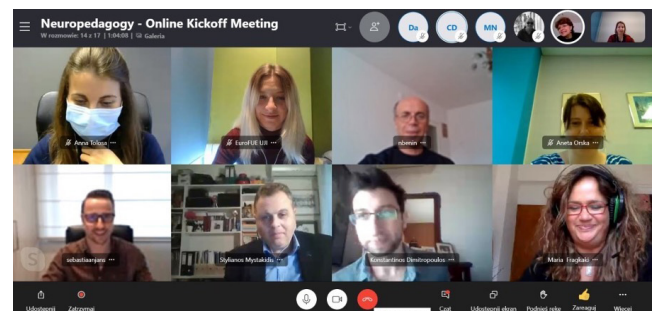 Neuropedagogy - Online Kickoff Meeting
W rozmowie: 14 z 17 | 1:04:08 | Galeria
Da
CD
MN
Anna Tolosa
EuroFUE UJI
nbenin
Aneta Orska
sebastiaanjans
Stylianos Mystakidis
Konstantinos Dimitropoulos
Maria Fragkaki
S
Udostępnij
Zatrzymaj
Czat
Udostępnij ekran
Podnieś rękę
Zareaguj
Więcej